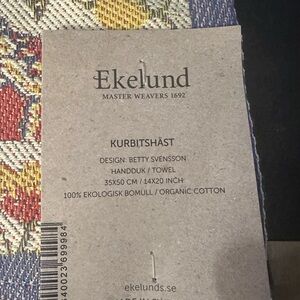 Ekelund
MASTER WEAVERS 1692
KURBITSHÄST
DESIGN: BETTY SVENSSON
HANDDUK / TOWEL
35X50 CM / 14X20 INCH
100% EKOLOGISK BOMULL / ORGANIC COTTON
ekelunds.se
40023699984